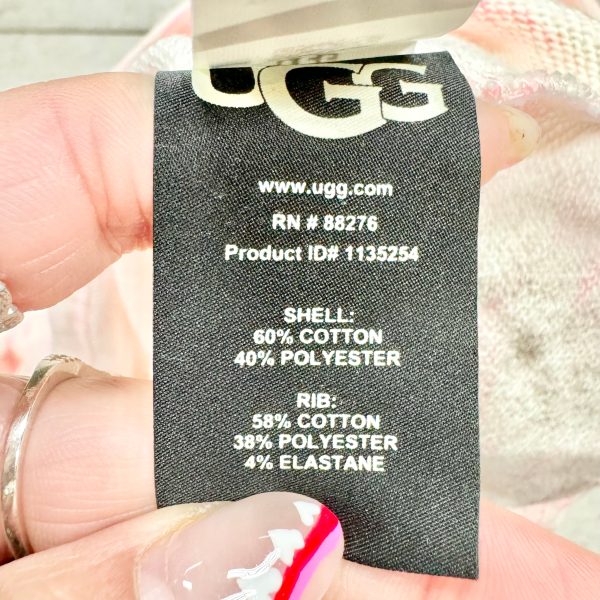 UGG
www.ugg.com
RN # 88276
Product ID# 1135254
SHELL:
60% COTTON
40% POLYESTER
RIB:
58% COTTON
38% POLYESTER
4% ELASTANE